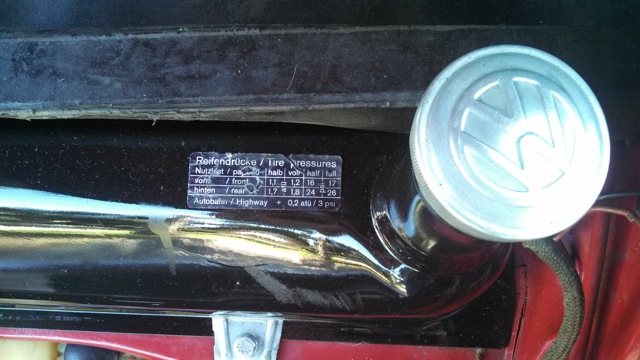 Reifendrücke / Tire pressures
Nutzlast / payload halb voll half full
vorn / front 1,1 1,2 16 17
hinten / rear 1,7 1,8 24 26
Autobahn / Highway + 0,2 atü / 3 psi
VW